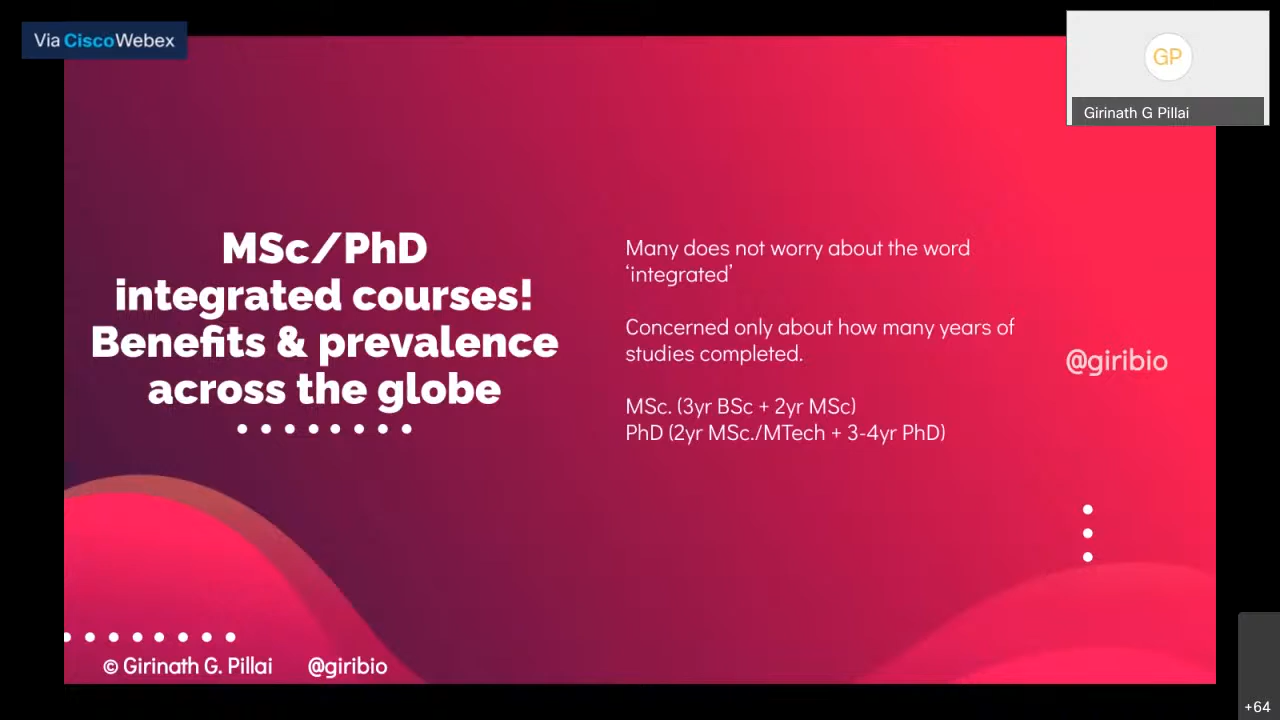 Via CiscoWebex
GP
Girinath G Pillai
MSc/PhD
integrated courses!
Benefits & prevalence
across the globe
Many does not worry about the word
‘integrated’
Concerned only about how many years of
studies completed.
MSc. (3yr BSc + 2yr MSc)
PhD (2yr MSc./MTech + 3-4yr PhD)
@giribio
© Girinath G. Pillai @giribio
+64